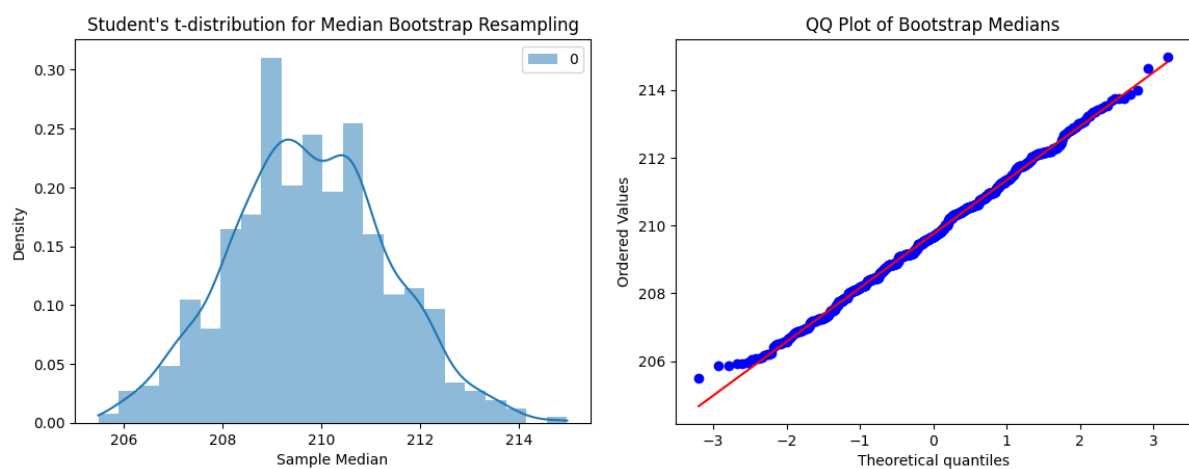 Student's t-distribution for Median Bootstrap Resampling
0
0.30
0.25
0.20
0.15
0.10
0.05
0.00
Density
206 208 210 212 214
Sample Median
QQ Plot of Bootstrap Medians
214
212
210
208
206
Ordered Values
−3 −2 −1 0 1 2 3
Theoretical quantiles